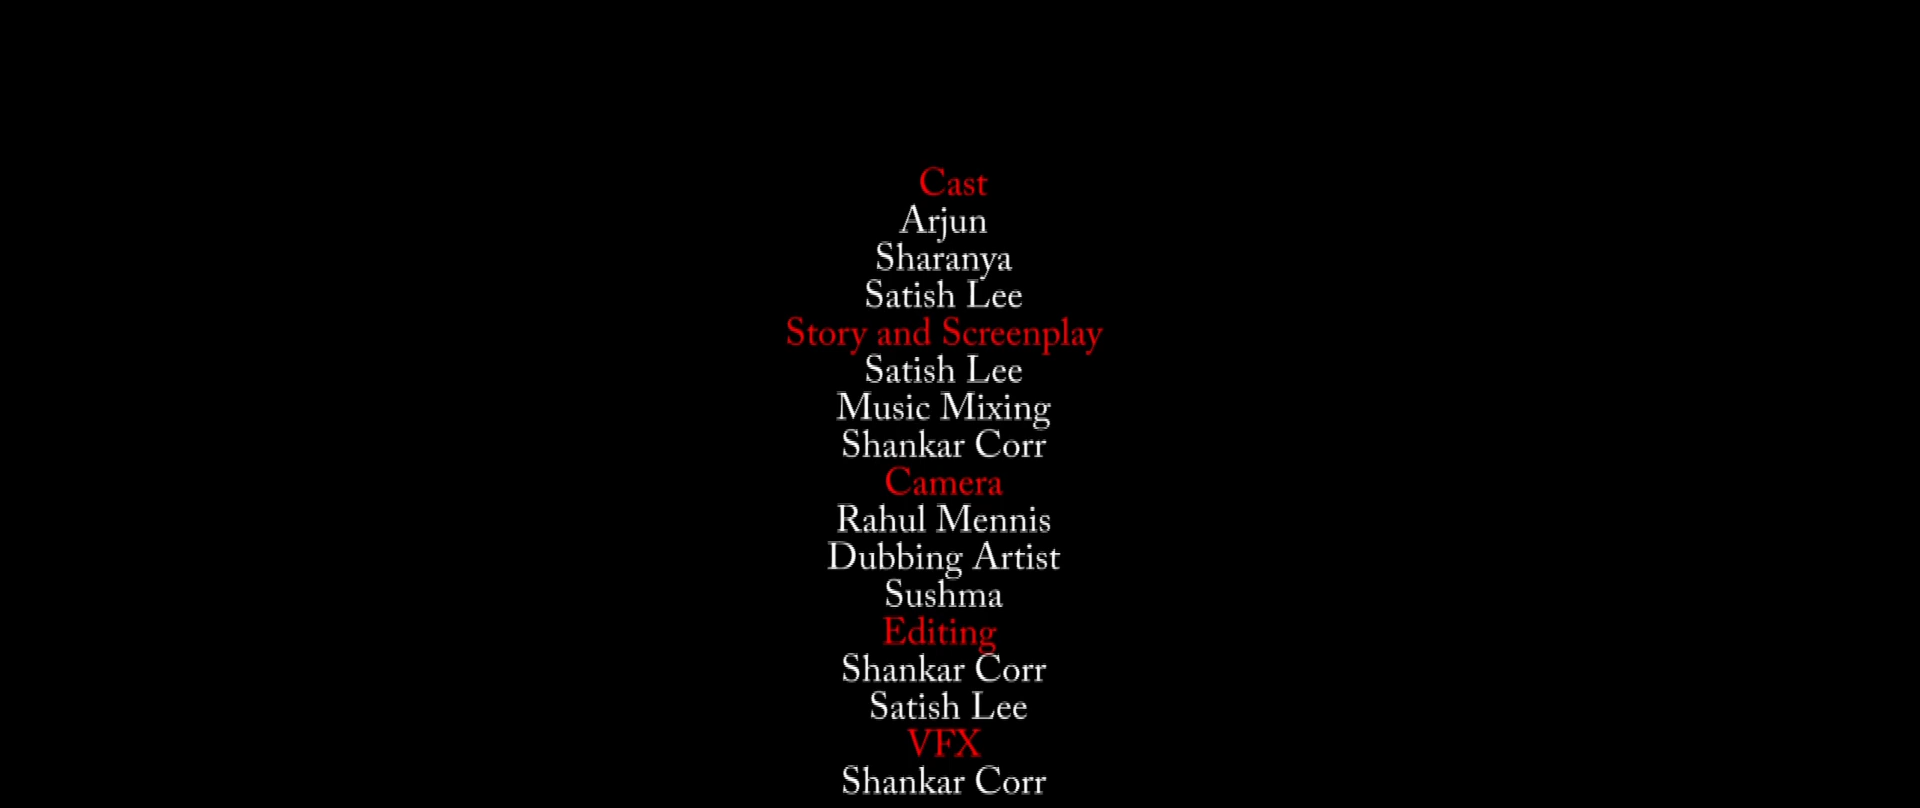 Cast
Arjun
Sharanya
Satish Lee
Story and Screenplay
Satish Lee
Music Mixing
Shankar Corr
Camera
Rahul Mennis
Dubbing Artist
Sushma
Editing
Shankar Corr
Satish Lee
VFX
Shankar Corr